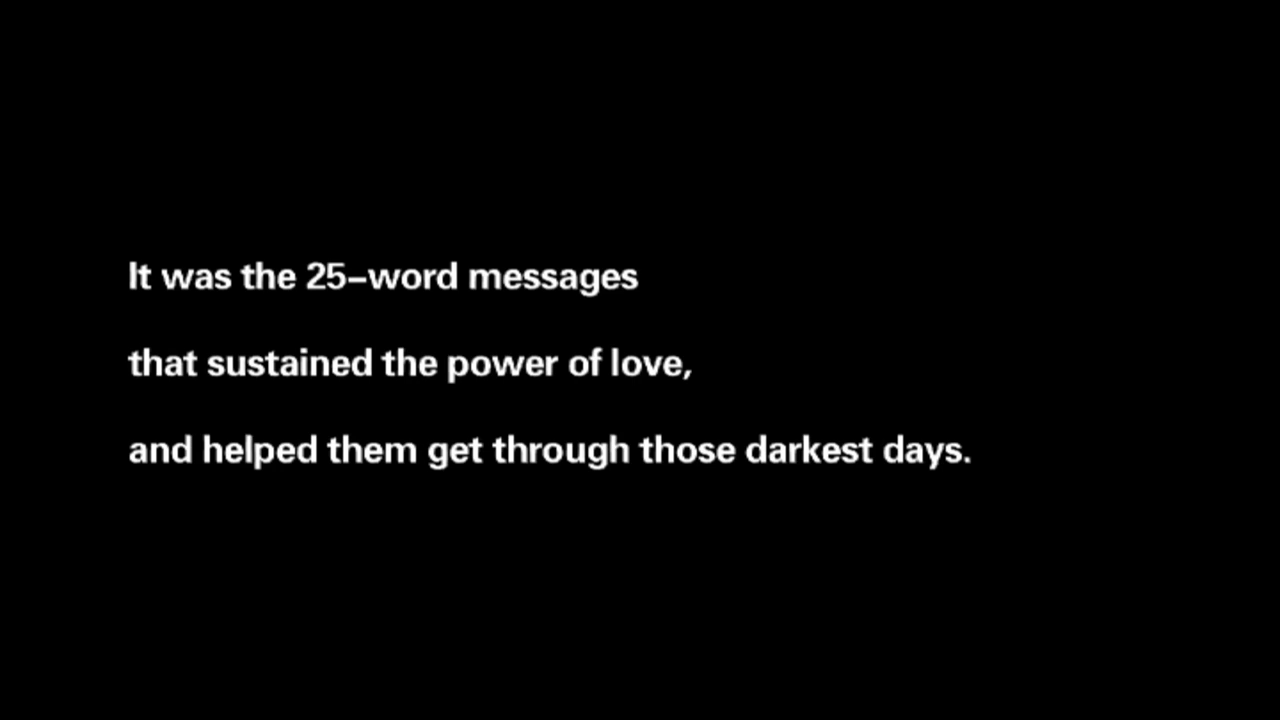 It was the 25–word messages
that sustained the power of love,
and helped them get through those darkest days.